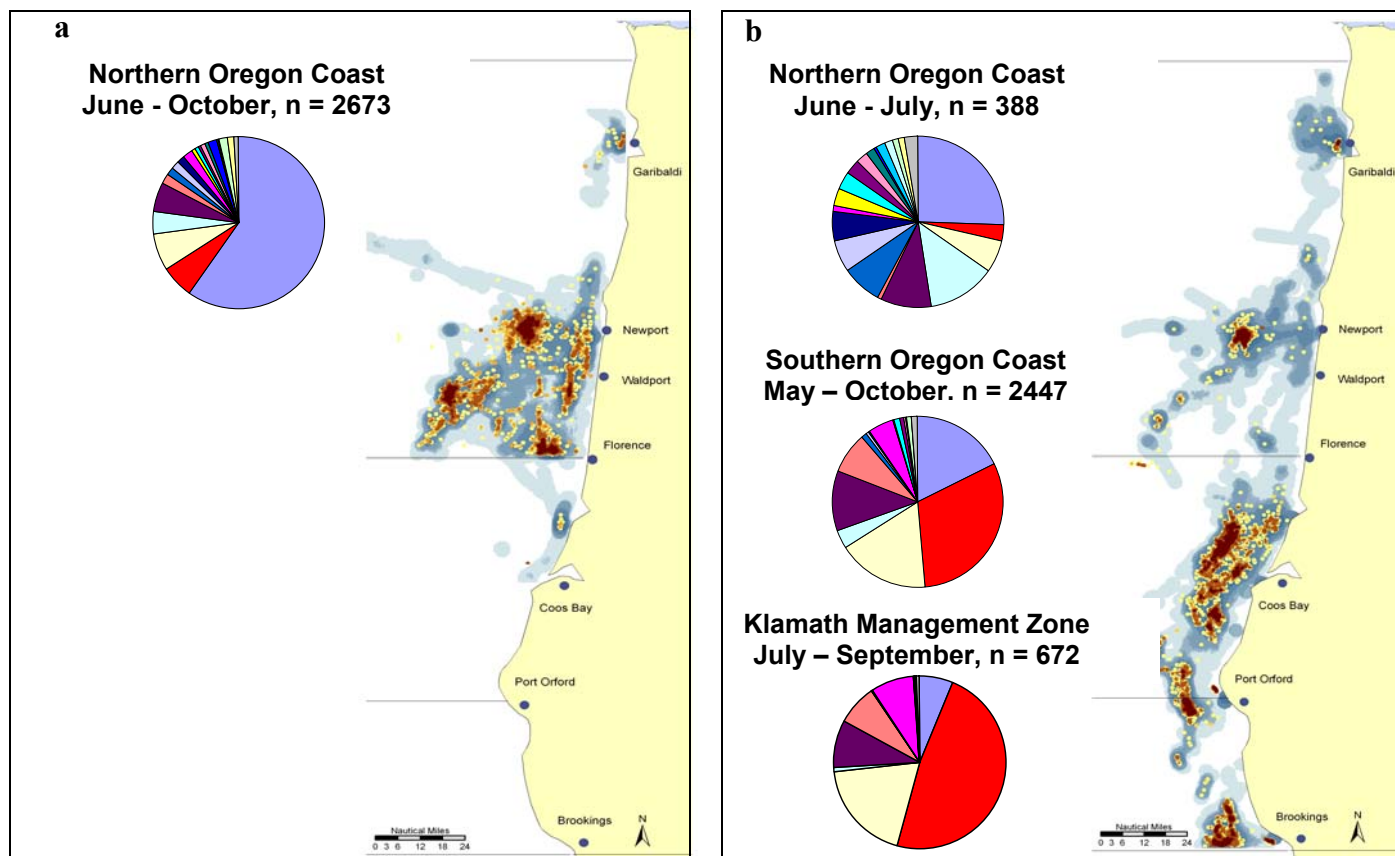 a
Northern Oregon Coast
June - October, n = 2673
Garibaldi
Newport
Waldport
Florence
Coos Bay
Port Orford
Brookings
Nautical Miles
0 3 6 12 18 24
N
b
Northern Oregon Coast
June - July, n = 388
Southern Oregon Coast
May – October. n = 2447
Klamath Management Zone
July – September, n = 672
Garibaldi
Newport
Waldport
Florence
Coos Bay
Port Orford
Brookings
Nautical Miles
0 3 6 12 18 24
N